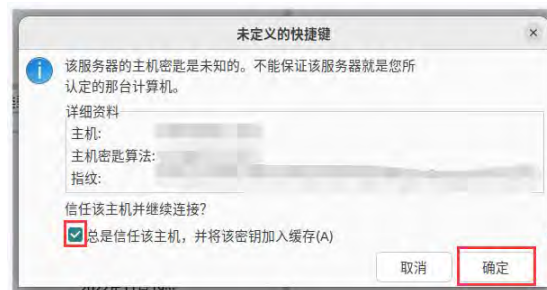 未定义的快捷键
该服务器的主机密匙是未知的。不能保证该服务器就是您所
认定的那台计算机。
详细资料
主机:
主机密匙算法:
指纹:
信任该主机并继续连接?
总是信任该主机，并将该密钥加入缓存(A)
取消
确定